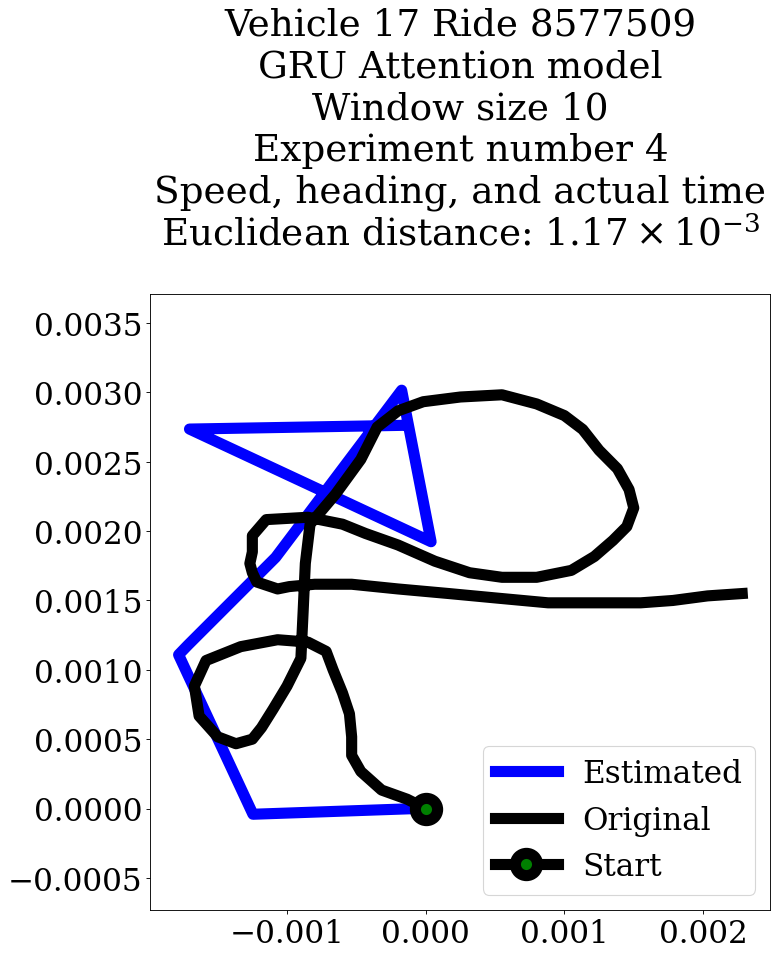 Vehicle 17 Ride 8577509
GRU Attention model
Window size 10
Experiment number 4
Speed, heading, and actual time
Euclidean distance: 1.17 × 10⁻³
0.0035
0.0030
0.0025
0.0020
0.0015
0.0010
0.0005
0.0000
−0.0005
Estimated
Original
Start
−0.001 0.000 0.001 0.002